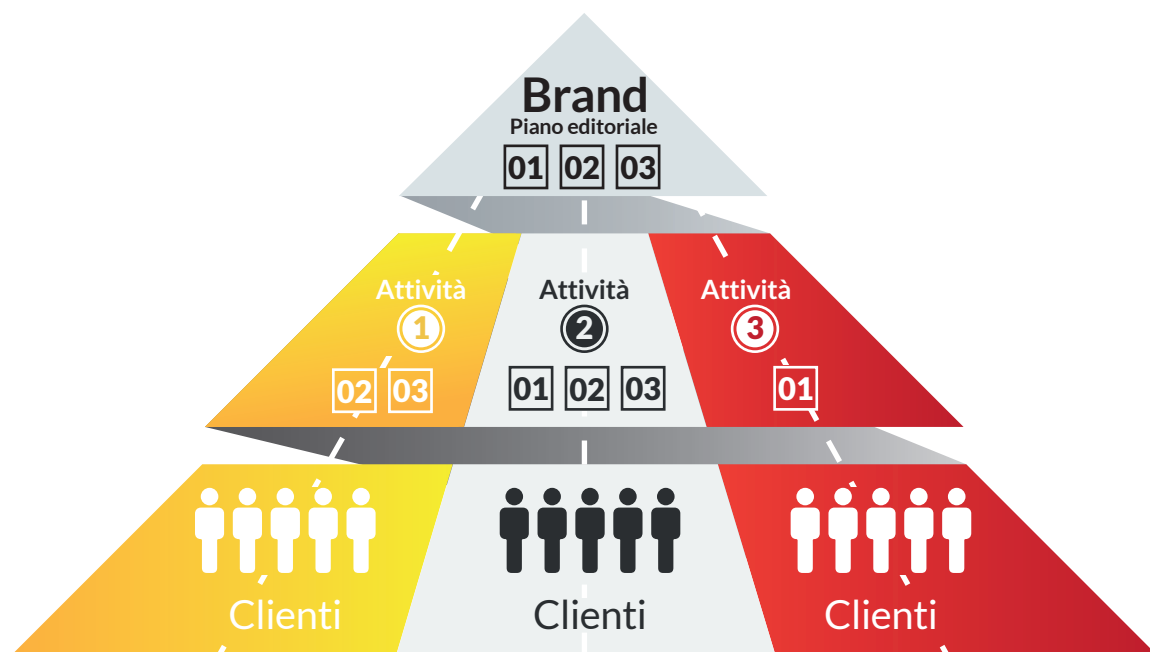 Brand
Piano editoriale
01 02 03
Attività Attività Attività
1 2 3
02 03 01 02 03 01
Clienti Clienti Clienti